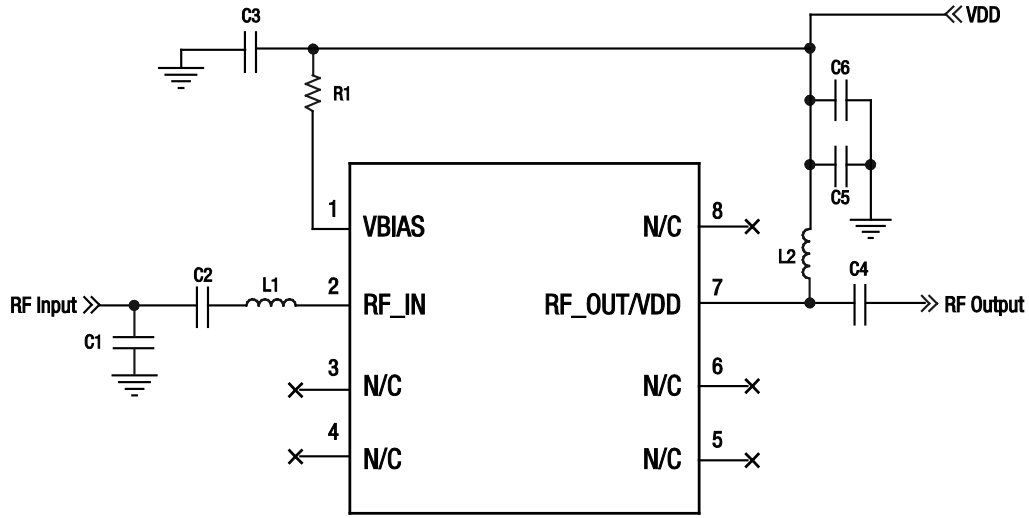 C3
VDD
C6
R1
C5
1
VBIAS
N/C
8
L2
C2
L1
2
RF Input
RF_IN
RF_OUT/VDD
7
C4
RF Output
C1
3
N/C
N/C
6
4
N/C
N/C
5